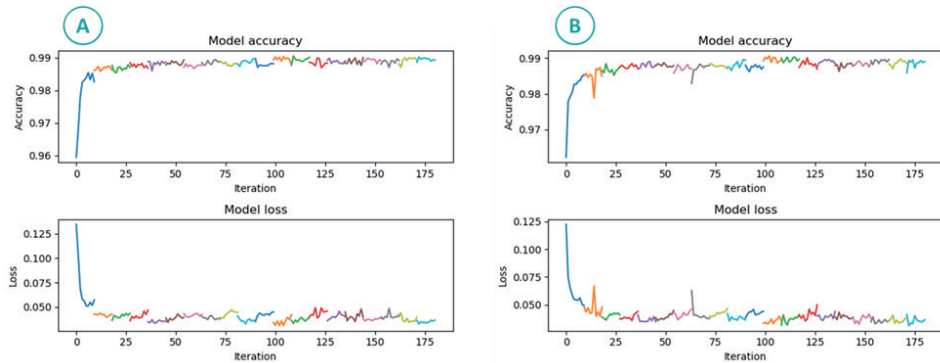 A
Model accuracy
0.99
0.98
0.97
0.96
Accuracy
0 25 50 75 100 125 150 175
Iteration
Model loss
0.125
0.100
0.075
0.050
Loss
0 25 50 75 100 125 150 175
Iteration
B
Model accuracy
0.99
0.98
0.97
Accuracy
0 25 50 75 100 125 150 175
Iteration
Model loss
0.125
0.100
0.075
0.050
Loss
0 25 50 75 100 125 150 175
Iteration